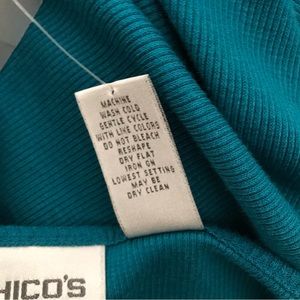 MACHINE
WASH COLD
GENTLE CYCLE
WITH LIKE COLORS
DO NOT BLEACH
RESHAPE
DRY FLAT
IRON ON
LOWEST SETTING
MAY BE
DRY CLEAN
HICO'S